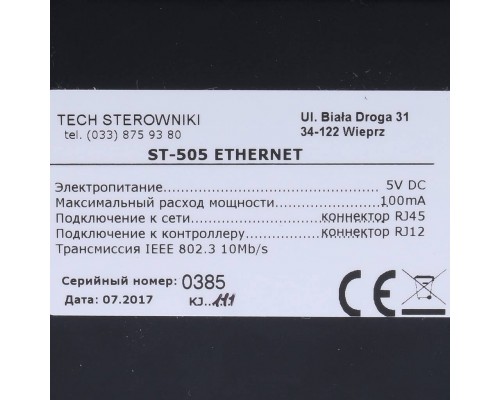 TECH STEROWNIKI
tel. (033) 875 93 80
Ul. Biała Droga 31
34-122 Wieprz
ST-505 ETHERNET
Электропитание..........................................5V DC
Максимальный расход мощности................100mA
Подключение к сети...........................коннектор RJ45
Подключение к контроллеру...............коннектор RJ12
Трансмиссия IEEE 802.3 10Mb/s
Серийный номер: 0385
Дата: 07.2017 KJ..111
CE